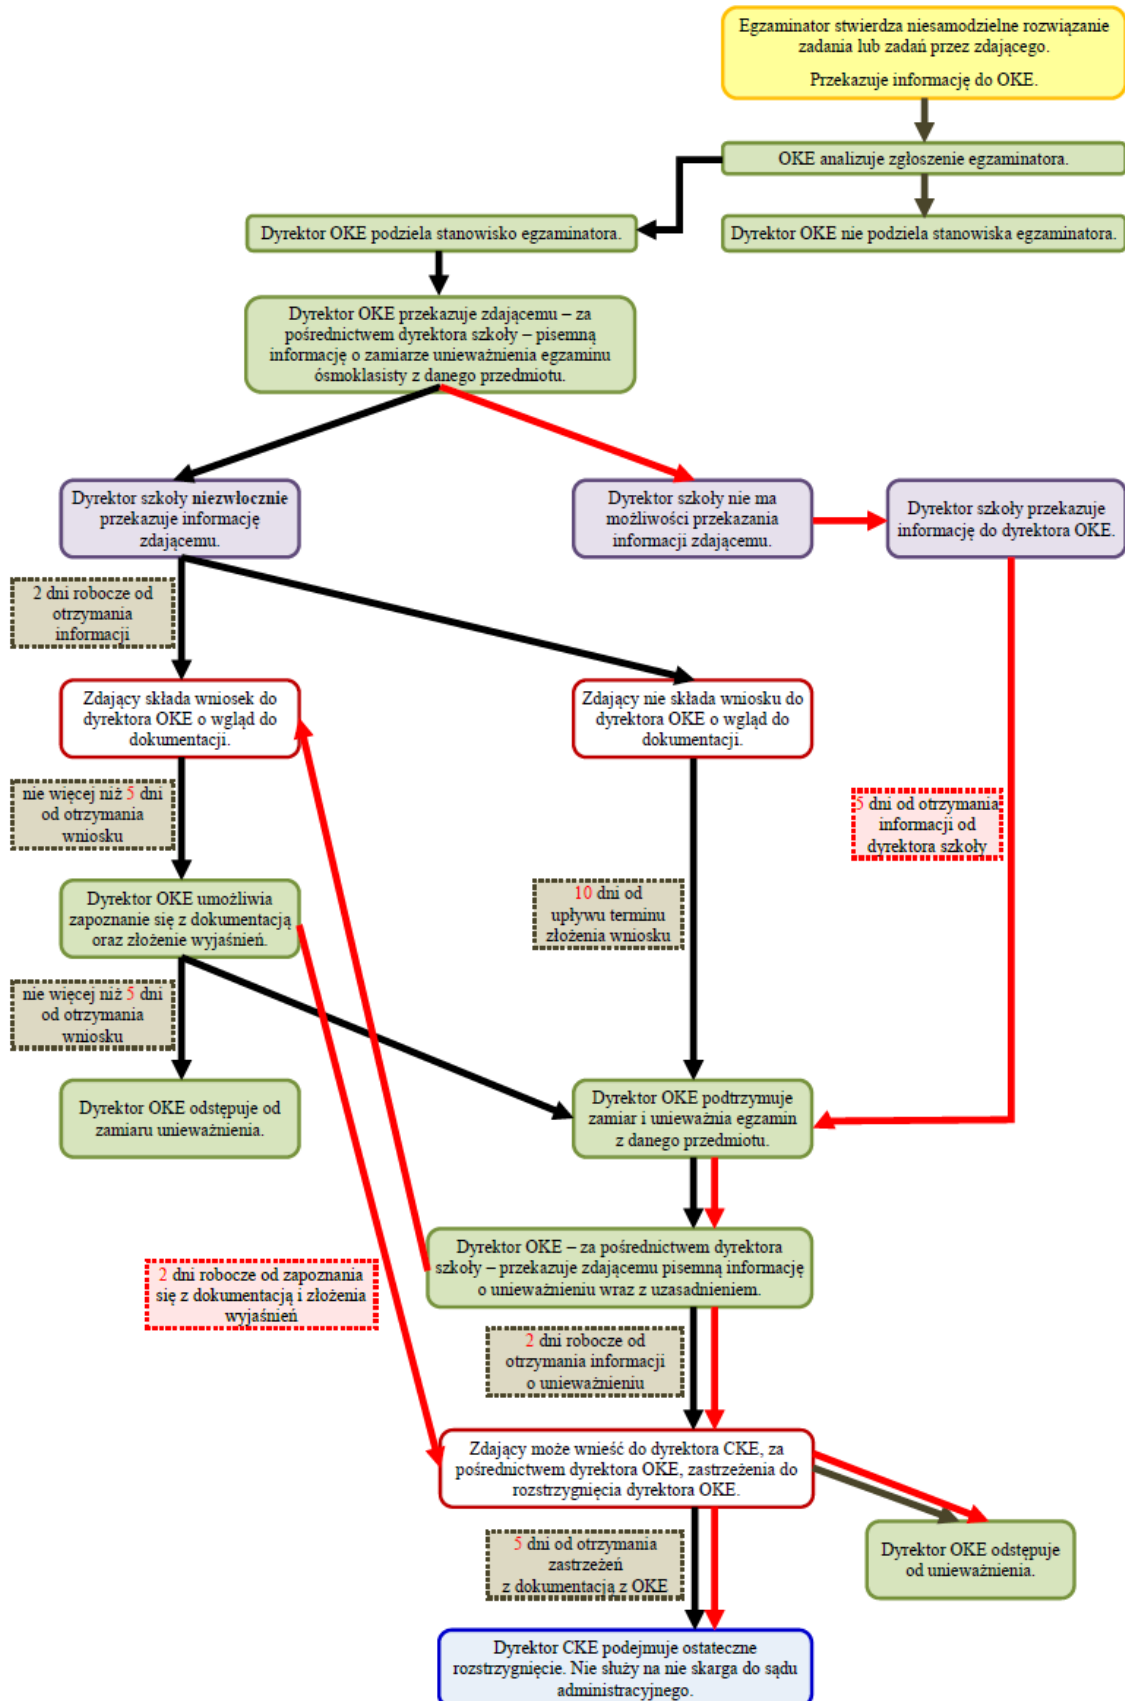 Egzaminator stwierdza niesamodzielne rozwiązanie
zadania lub zadań przez zdającego.
Przekazuje informację do OKE.
OKE analizuje zgłoszenie egzaminatora.
Dyrektor OKE podziela stanowisko egzaminatora.
Dyrektor OKE nie podziela stanowiska egzaminatora.
Dyrektor OKE przekazuje zdającemu – za
pośrednictwem dyrektora szkoły – pisemną
informację o zamiarze unieważnienia egzaminu
ósmoklasisty z danego przedmiotu.
Dyrektor szkoły niezwłocznie
przekazuje informację
zdającemu.
Dyrektor szkoły nie ma
możliwości przekazania
informacji zdającemu.
Dyrektor szkoły przekazuje
informację do dyrektora OKE.
2 dni robocze od
otrzymania
informacji
Zdający składa wniosek do
dyrektora OKE o wgląd do
dokumentacji.
Zdający nie składa wniosku do
dyrektora OKE o wgląd do
dokumentacji.
nie więcej niż 5 dni
od otrzymania
wniosku
5 dni od otrzymania
informacji od
dyrektora szkoły
Dyrektor OKE umożliwia
zapoznanie się z dokumentacją
oraz złożenie wyjaśnień.
10 dni od
upływu terminu
złożenia wniosku
nie więcej niż 5 dni
od otrzymania
wniosku
Dyrektor OKE odstępuje od
zamiaru unieważnienia.
Dyrektor OKE podtrzymuje
zamiar i unieważnia egzamin
z danego przedmiotu.
Dyrektor OKE – za pośrednictwem dyrektora
szkoły – przekazuje zdającemu pisemną informację
o unieważnieniu wraz z uzasadnieniem.
2 dni robocze od zapoznania
się z dokumentacją i złożenia
wyjaśnień
2 dni robocze od
otrzymania informacji
o unieważnieniu
Zdający może wnieść do dyrektora CKE, za
pośrednictwem dyrektora OKE, zastrzeżenia do
rozstrzygnięcia dyrektora OKE.
5 dni od otrzymania
zastrzeżeń
z dokumentacją z OKE
Dyrektor OKE odstępuje
od unieważnienia.
Dyrektor CKE podejmuje ostateczne
rozstrzygnięcie. Nie służy na nie skarga do sądu
administracyjnego.